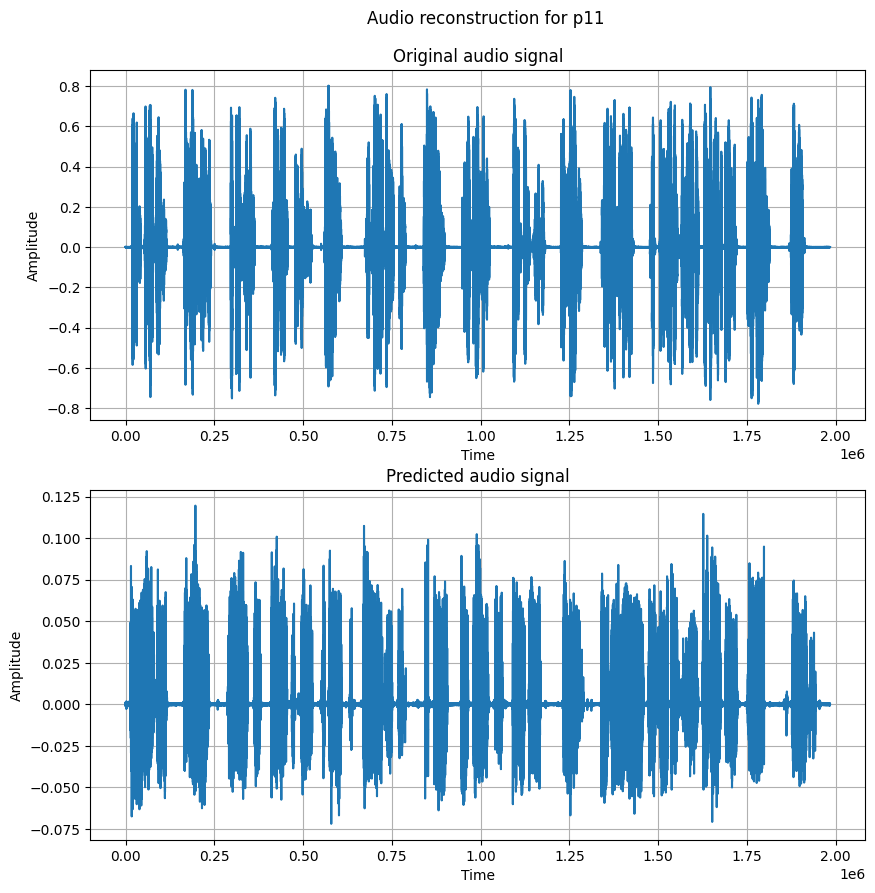 Audio reconstruction for p11
Original audio signal
0.8
0.6
0.4
0.2
0.0
−0.2
−0.4
−0.6
−0.8
Amplitude
0.00 0.25 0.50 0.75 1.00 1.25 1.50 1.75 2.00
Time
1e6
Predicted audio signal
0.125
0.100
0.075
0.050
0.025
0.000
−0.025
−0.050
−0.075
Amplitude
0.00 0.25 0.50 0.75 1.00 1.25 1.50 1.75 2.00
Time
1e6